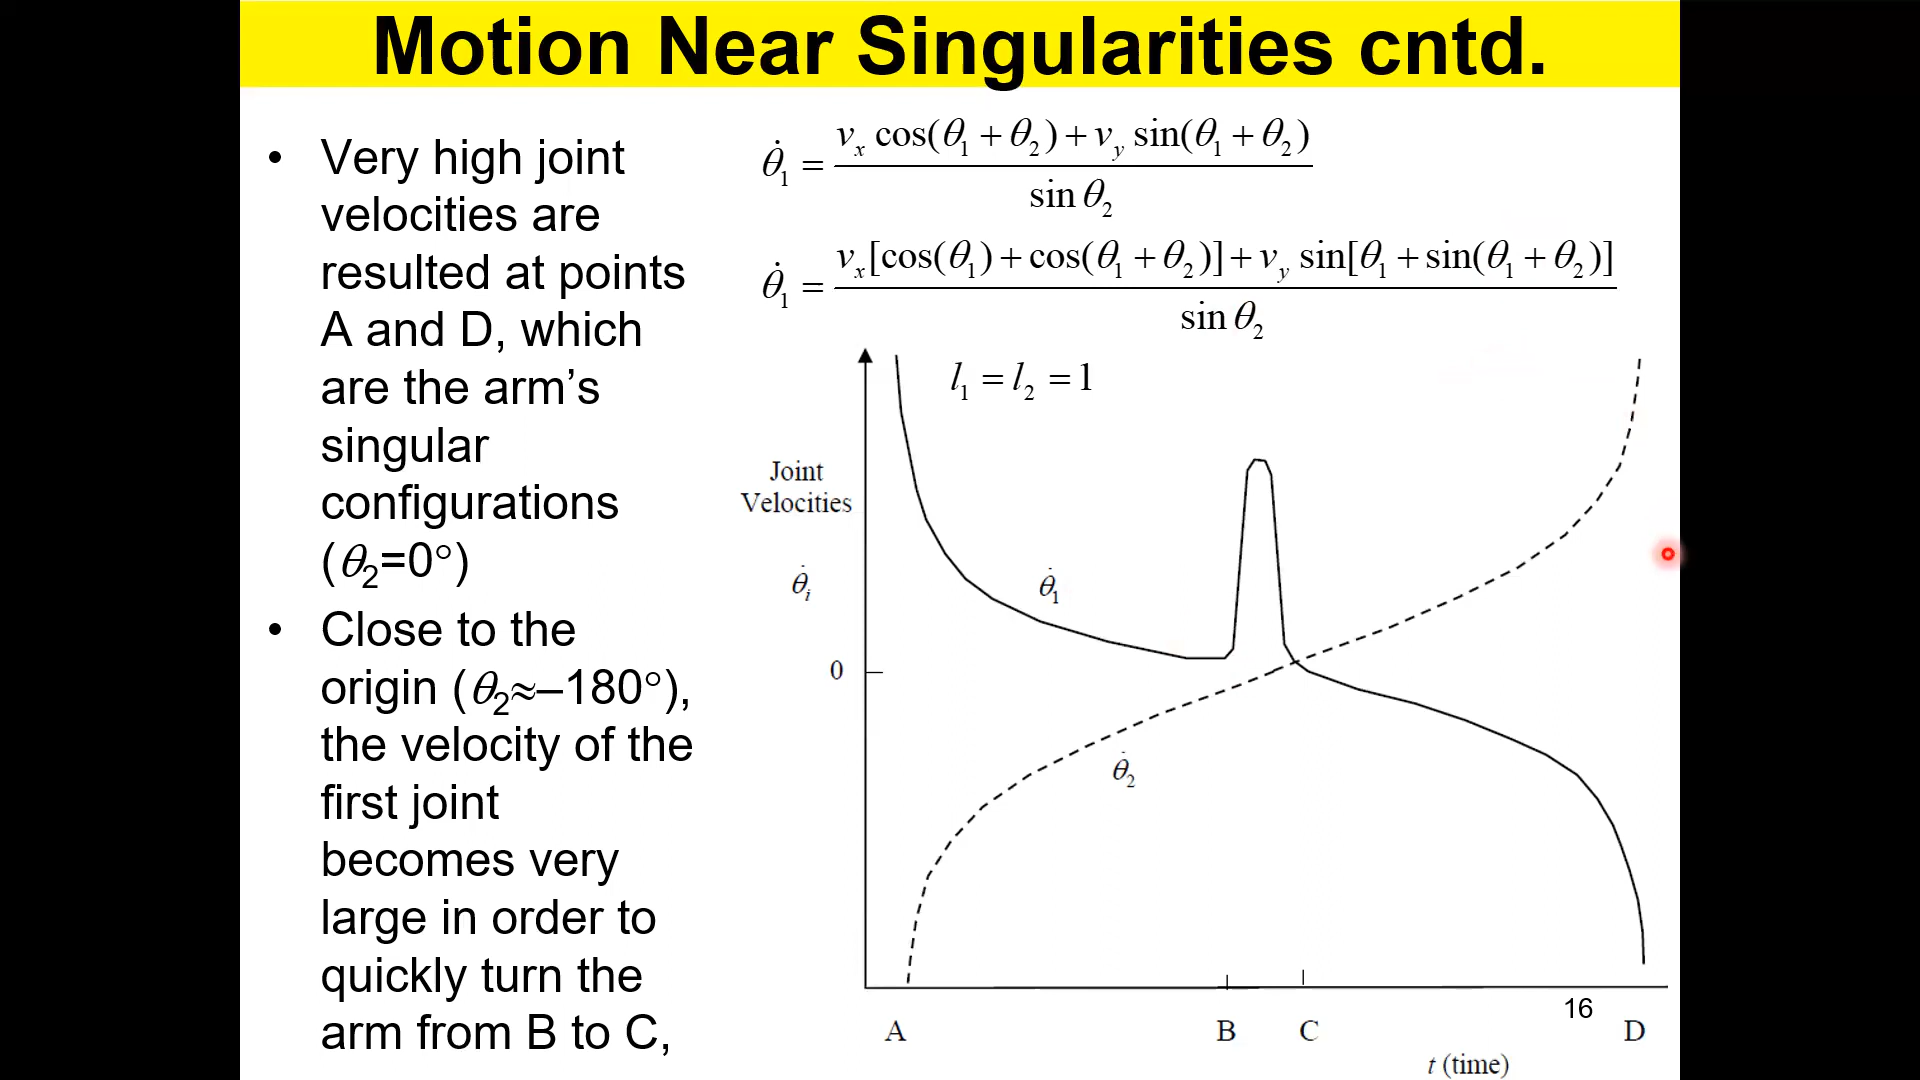 Motion Near Singularities cntd.
• Very high joint
velocities are
resulted at points
A and D, which
are the arm’s
singular
configurations
(θ₂=0°)
• Close to the
origin (θ₂≈–180°),
the velocity of the
first joint
becomes very
large in order to
quickly turn the
arm from B to C,
θ̇₁ = (vₓ cos(θ₁ + θ₂) + v_y sin(θ₁ + θ₂)) / sin θ₂
θ̇₁ = (vₓ[cos(θ₁) + cos(θ₁ + θ₂)] + v_y sin[θ₁ + sin(θ₁ + θ₂)]) / sin θ₂
l₁ = l₂ = 1
Joint
Velocities
θ̇ᵢ
θ̇₁
0
θ̇₂
16
A B C D
t (time)